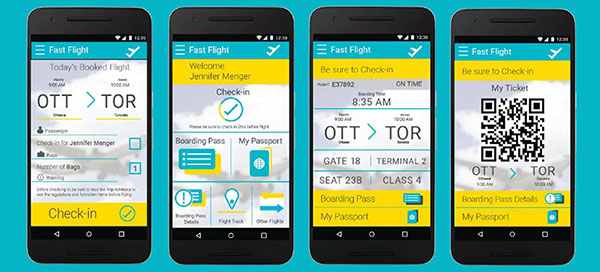 12:30
Fast Flight
Today's Booked Flight
Departs
9:00 AM
Arrives
10:00 AM
OTT > TOR
Ottawa
Toronto
Passenger
Check-in for Jennifer Menger
Bags
Number of Bags
1
Warning
Before checking in, be sure to read the trip Advisory to
see the regulations and forbidden items before flying.
Check-in
12:30
Fast Flight
Welcome
Jennifer Menger
Check-in
Please be sure to check in 2hrs before flight
Boarding Pass
My Passport
Boarding Pass
Details
Flight Track
Other Flights
12:30
Fast Flight
Be sure to Check-in
FLIGHT E37892
ON TIME
Boarding Time
8:35 AM
Departs
9:00 AM
Arrives
10:00 AM
OTT > TOR
Ottawa
Toronto
GATE 18
TERMINAL 2
SEAT 23B
CLASS 4
Boarding Pass
My Passport
12:30
Fast Flight
Be sure to Check-in
My Ticket
OTT > TOR
Departs
9:00 AM
Arrives
10:00 AM
Boarding Pass Details
My Passport